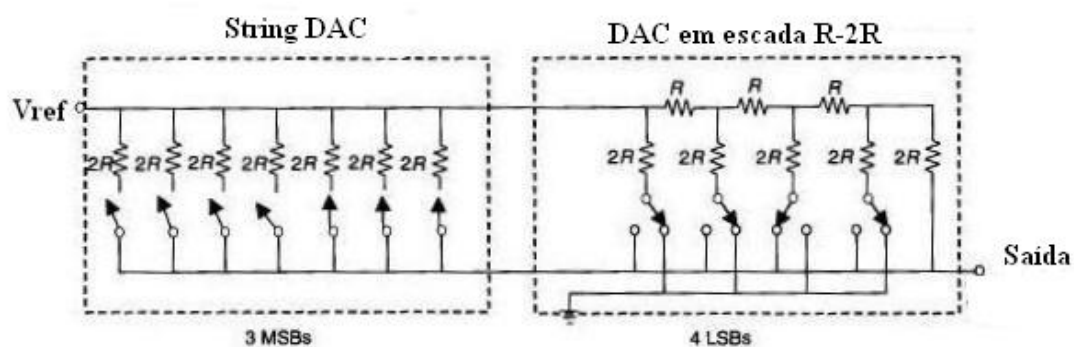 String DAC
DAC em escada R-2R
Vref
R R R
2R 2R 2R 2R 2R 2R 2R
2R 2R 2R 2R 2R
Saída
3 MSBs
4 LSBs